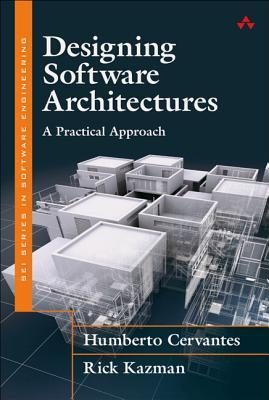 Designing
Software
Architectures
A Practical Approach
SEI SERIES IN SOFTWARE ENGINEERING
Humberto Cervantes
Rick Kazman